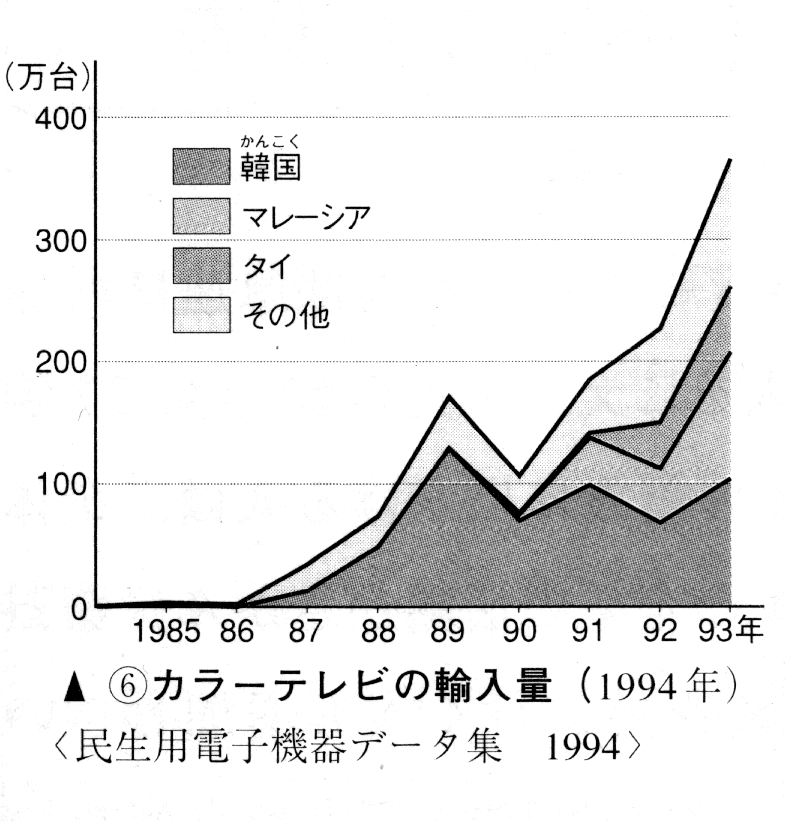 (万台)
400
300
200
100
0
かんこく
韓国
マレーシア
タイ
その他
1985 86 87 88 89 90 91 92 93年
▲ ⑥カラーテレビの輸入量(1994年)
〈民生用電子機器データ集 1994〉